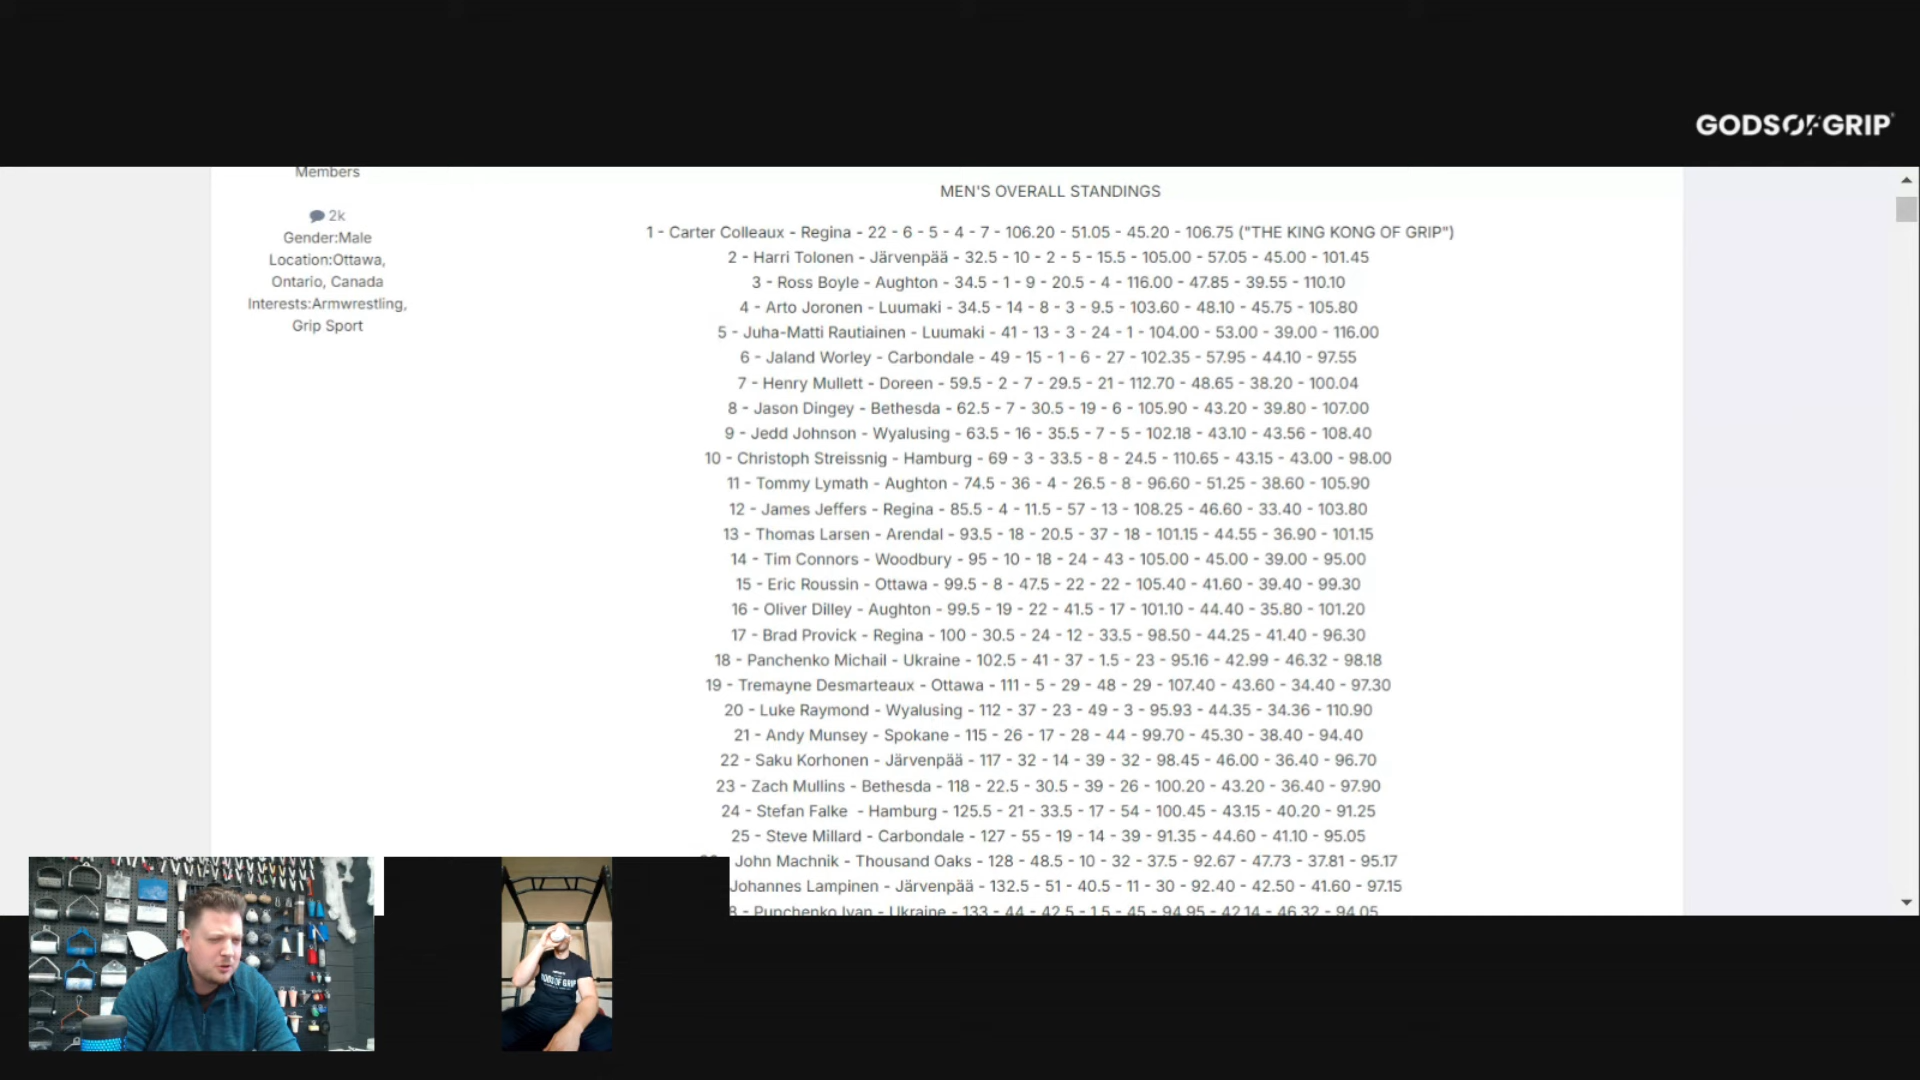 GODSOFGRIP
Members
2k
Gender:Male
Location:Ottawa,
Ontario, Canada
Interests:Armwrestling,
Grip Sport
MEN'S OVERALL STANDINGS
1 - Carter Colleaux - Regina - 22 - 6 - 5 - 4 - 7 - 106.20 - 51.05 - 45.20 - 106.75 ("THE KING KONG OF GRIP")
2 - Harri Tolonen - Järvenpää - 32.5 - 10 - 2 - 5 - 15.5 - 105.00 - 57.05 - 45.00 - 101.45
3 - Ross Boyle - Aughton - 34.5 - 1 - 9 - 20.5 - 4 - 116.00 - 47.85 - 39.55 - 110.10
4 - Arto Joronen - Luumaki - 34.5 - 14 - 8 - 3 - 9.5 - 103.60 - 48.10 - 45.75 - 105.80
5 - Juha-Matti Rautiainen - Luumaki - 41 - 13 - 3 - 24 - 1 - 104.00 - 53.00 - 39.00 - 116.00
6 - Jaland Worley - Carbondale - 49 - 15 - 1 - 6 - 27 - 102.35 - 57.95 - 44.10 - 97.55
7 - Henry Mullett - Doreen - 59.5 - 2 - 7 - 29.5 - 21 - 112.70 - 48.65 - 38.20 - 100.04
8 - Jason Dingey - Bethesda - 62.5 - 7 - 30.5 - 19 - 6 - 105.90 - 43.20 - 39.80 - 107.00
9 - Jedd Johnson - Wyalusing - 63.5 - 16 - 35.5 - 7 - 5 - 102.18 - 43.10 - 43.56 - 108.40
10 - Christoph Streissnig - Hamburg - 69 - 3 - 33.5 - 8 - 24.5 - 110.65 - 43.15 - 43.00 - 98.00
11 - Tommy Lymath - Aughton - 74.5 - 36 - 4 - 26.5 - 8 - 96.60 - 51.25 - 38.60 - 105.90
12 - James Jeffers - Regina - 85.5 - 4 - 11.5 - 57 - 13 - 108.25 - 46.60 - 33.40 - 103.80
13 - Thomas Larsen - Arendal - 93.5 - 18 - 20.5 - 37 - 18 - 101.15 - 44.55 - 36.90 - 101.15
14 - Tim Connors - Woodbury - 95 - 10 - 18 - 24 - 43 - 105.00 - 45.00 - 39.00 - 95.00
15 - Eric Roussin - Ottawa - 99.5 - 8 - 47.5 - 22 - 22 - 105.40 - 41.60 - 39.40 - 99.30
16 - Oliver Dilley - Aughton - 99.5 - 19 - 22 - 41.5 - 17 - 101.10 - 44.40 - 35.80 - 101.20
17 - Brad Provick - Regina - 100 - 30.5 - 24 - 12 - 33.5 - 98.50 - 44.25 - 41.40 - 96.30
18 - Panchenko Michail - Ukraine - 102.5 - 41 - 37 - 1.5 - 23 - 95.16 - 42.99 - 46.32 - 98.18
19 - Tremayne Desmarteaux - Ottawa - 111 - 5 - 29 - 48 - 29 - 107.40 - 43.60 - 34.40 - 97.30
20 - Luke Raymond - Wyalusing - 112 - 37 - 23 - 49 - 3 - 95.93 - 44.35 - 34.36 - 110.90
21 - Andy Munsey - Spokane - 115 - 26 - 17 - 28 - 44 - 99.70 - 45.30 - 38.40 - 94.40
22 - Saku Korhonen - Järvenpää - 117 - 32 - 14 - 39 - 32 - 98.45 - 46.00 - 36.40 - 96.70
23 - Zach Mullins - Bethesda - 118 - 22.5 - 30.5 - 39 - 26 - 100.20 - 43.20 - 36.40 - 97.90
24 - Stefan Falke - Hamburg - 125.5 - 21 - 33.5 - 17 - 54 - 100.45 - 43.15 - 40.20 - 91.25
25 - Steve Millard - Carbondale - 127 - 55 - 19 - 14 - 39 - 91.35 - 44.60 - 41.10 - 95.05
John Machnik - Thousand Oaks - 128 - 48.5 - 10 - 32 - 37.5 - 92.67 - 47.73 - 37.81 - 95.17
Johannes Lampinen - Järvenpää - 132.5 - 51 - 40.5 - 11 - 30 - 92.40 - 42.50 - 41.60 - 97.15
8 - Punchenko Ivan - Ukraine - 133 - 44 - 42.5 - 1.5 - 45 - 94.95 - 42.14 - 46.32 - 94.05
GODS OF GRIP